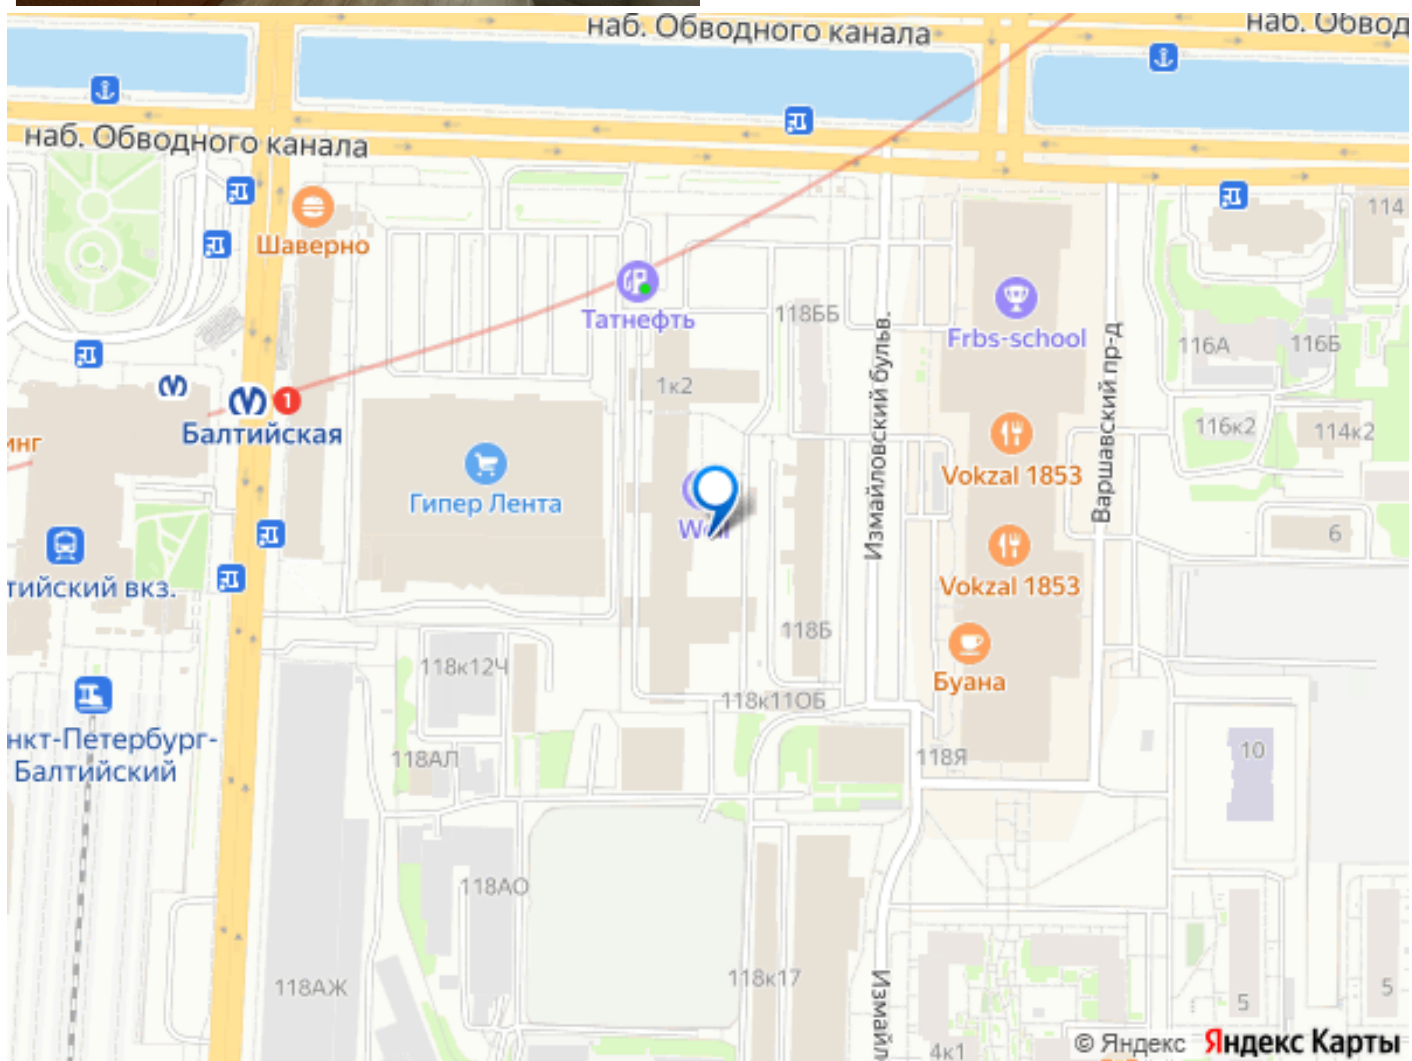 наб. Обводного канала
наб. Обвод
наб. Обводного канала
114
Шаверно
Татнефть
118ББ
Frbs-school
116А
116Б
1к2
Измайловский бульв.
Варшавский пр-д
1
Балтийская
инг
116к2
114к2
Гипер Лента
Vokzal 1853
6
тийский вкз.
Vokzal 1853
118Б
118к12Ч
Буана
118к11ОБ
нкт-Петербург-
Балтийский
118АЛ
118Я
10
118АО
118к17
118АЖ
Измайл
5
5
4к1
© Яндекс Яндекс Карты